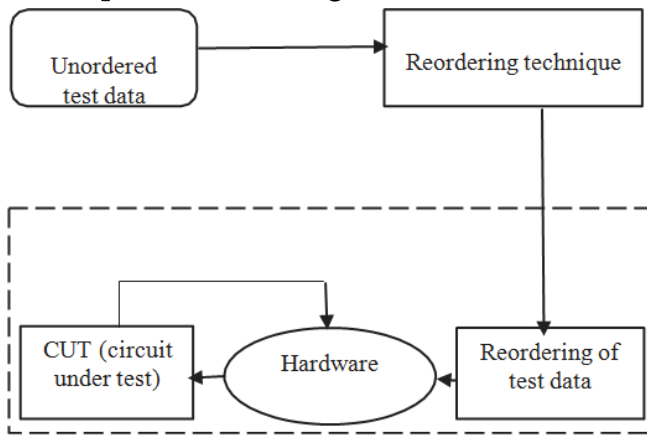 Unordered
test data
Reordering technique
CUT (circuit
under test)
Hardware
Reordering of
test data